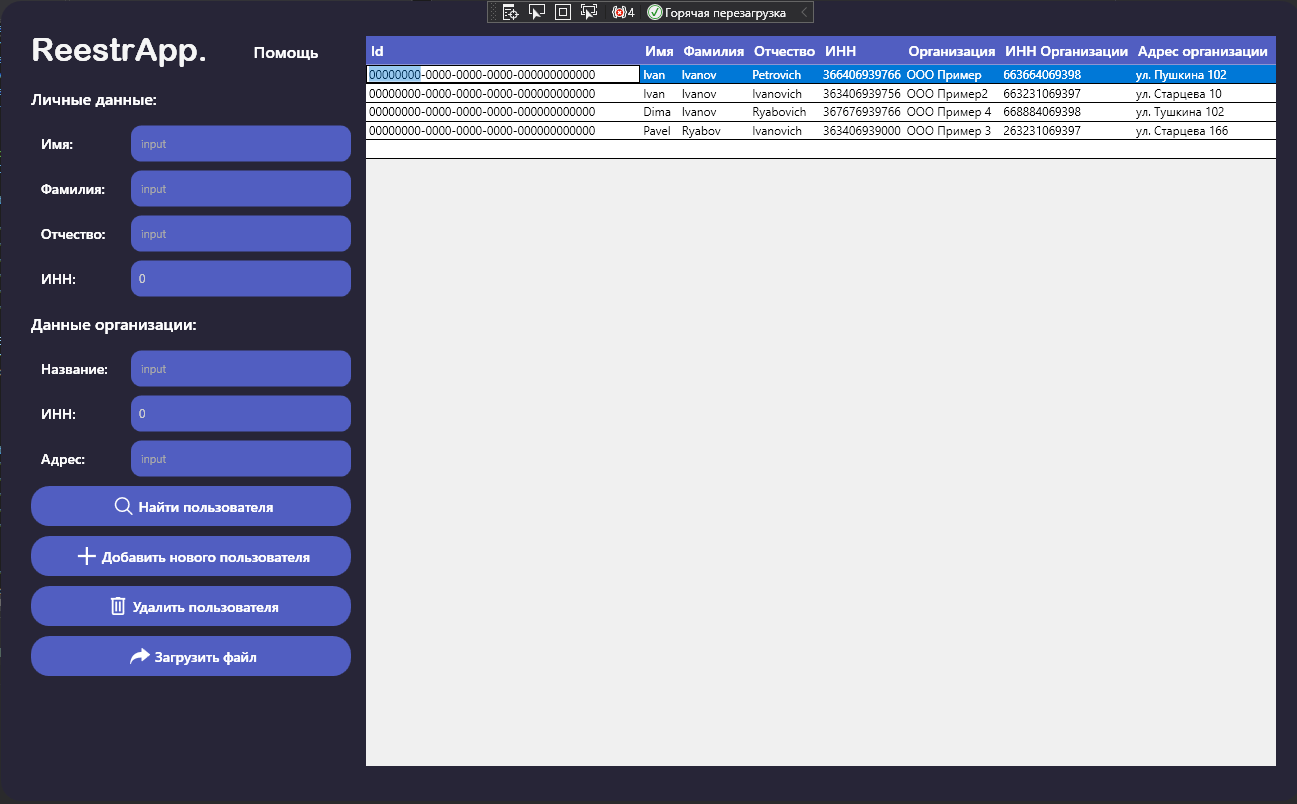 4 Горячая перезагрузка
ReestrApp. Помощь
Личные данные:
Имя: input
Фамилия: input
Отчество: input
ИНН: 0
Данные организации:
Название: input
ИНН: 0
Адрес: input
Найти пользователя
Добавить нового пользователя
Удалить пользователя
Загрузить файл
Id Имя Фамилия Отчество ИНН Организация ИНН Организации Адрес организации
00000000-0000-0000-0000-000000000000 Ivan Ivanov Petrovich 366406939766 ООО Пример 663664069398 ул. Пушкина 102
00000000-0000-0000-0000-000000000000 Ivan Ivanov Ivanovich 363406939756 ООО Пример2 663231069397 ул. Старцева 10
00000000-0000-0000-0000-000000000000 Dima Ivanov Ryabovich 367676939766 ООО Пример 4 668884069398 ул. Тушкина 102
00000000-0000-0000-0000-000000000000 Pavel Ryabov Ivanovich 363406939000 ООО Пример 3 263231069397 ул. Старцева 166